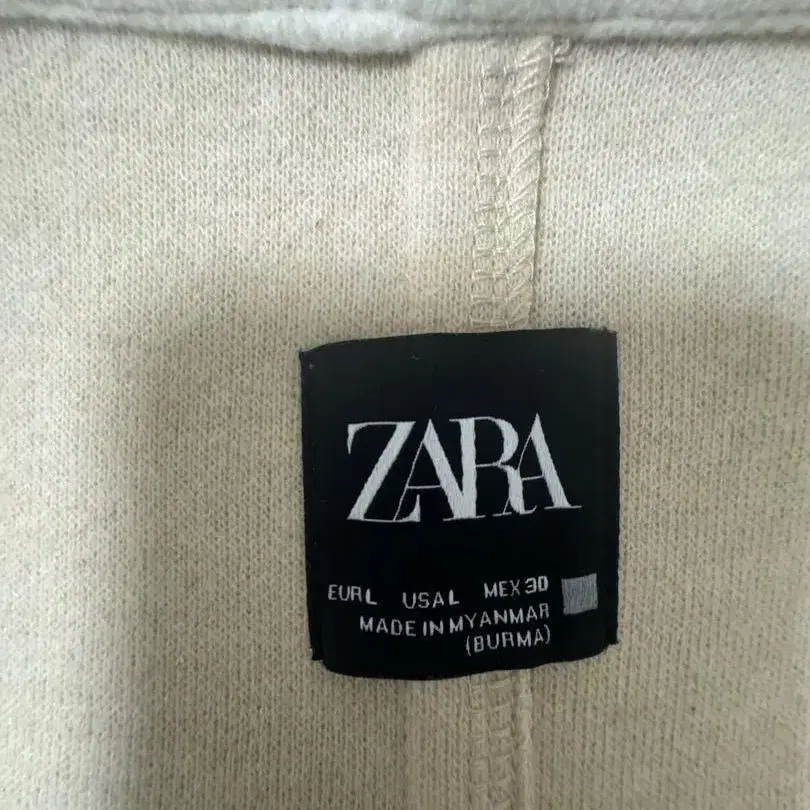 ZARA
EUR L USA L MEX 30
MADE IN MYANMAR
(BURMA)